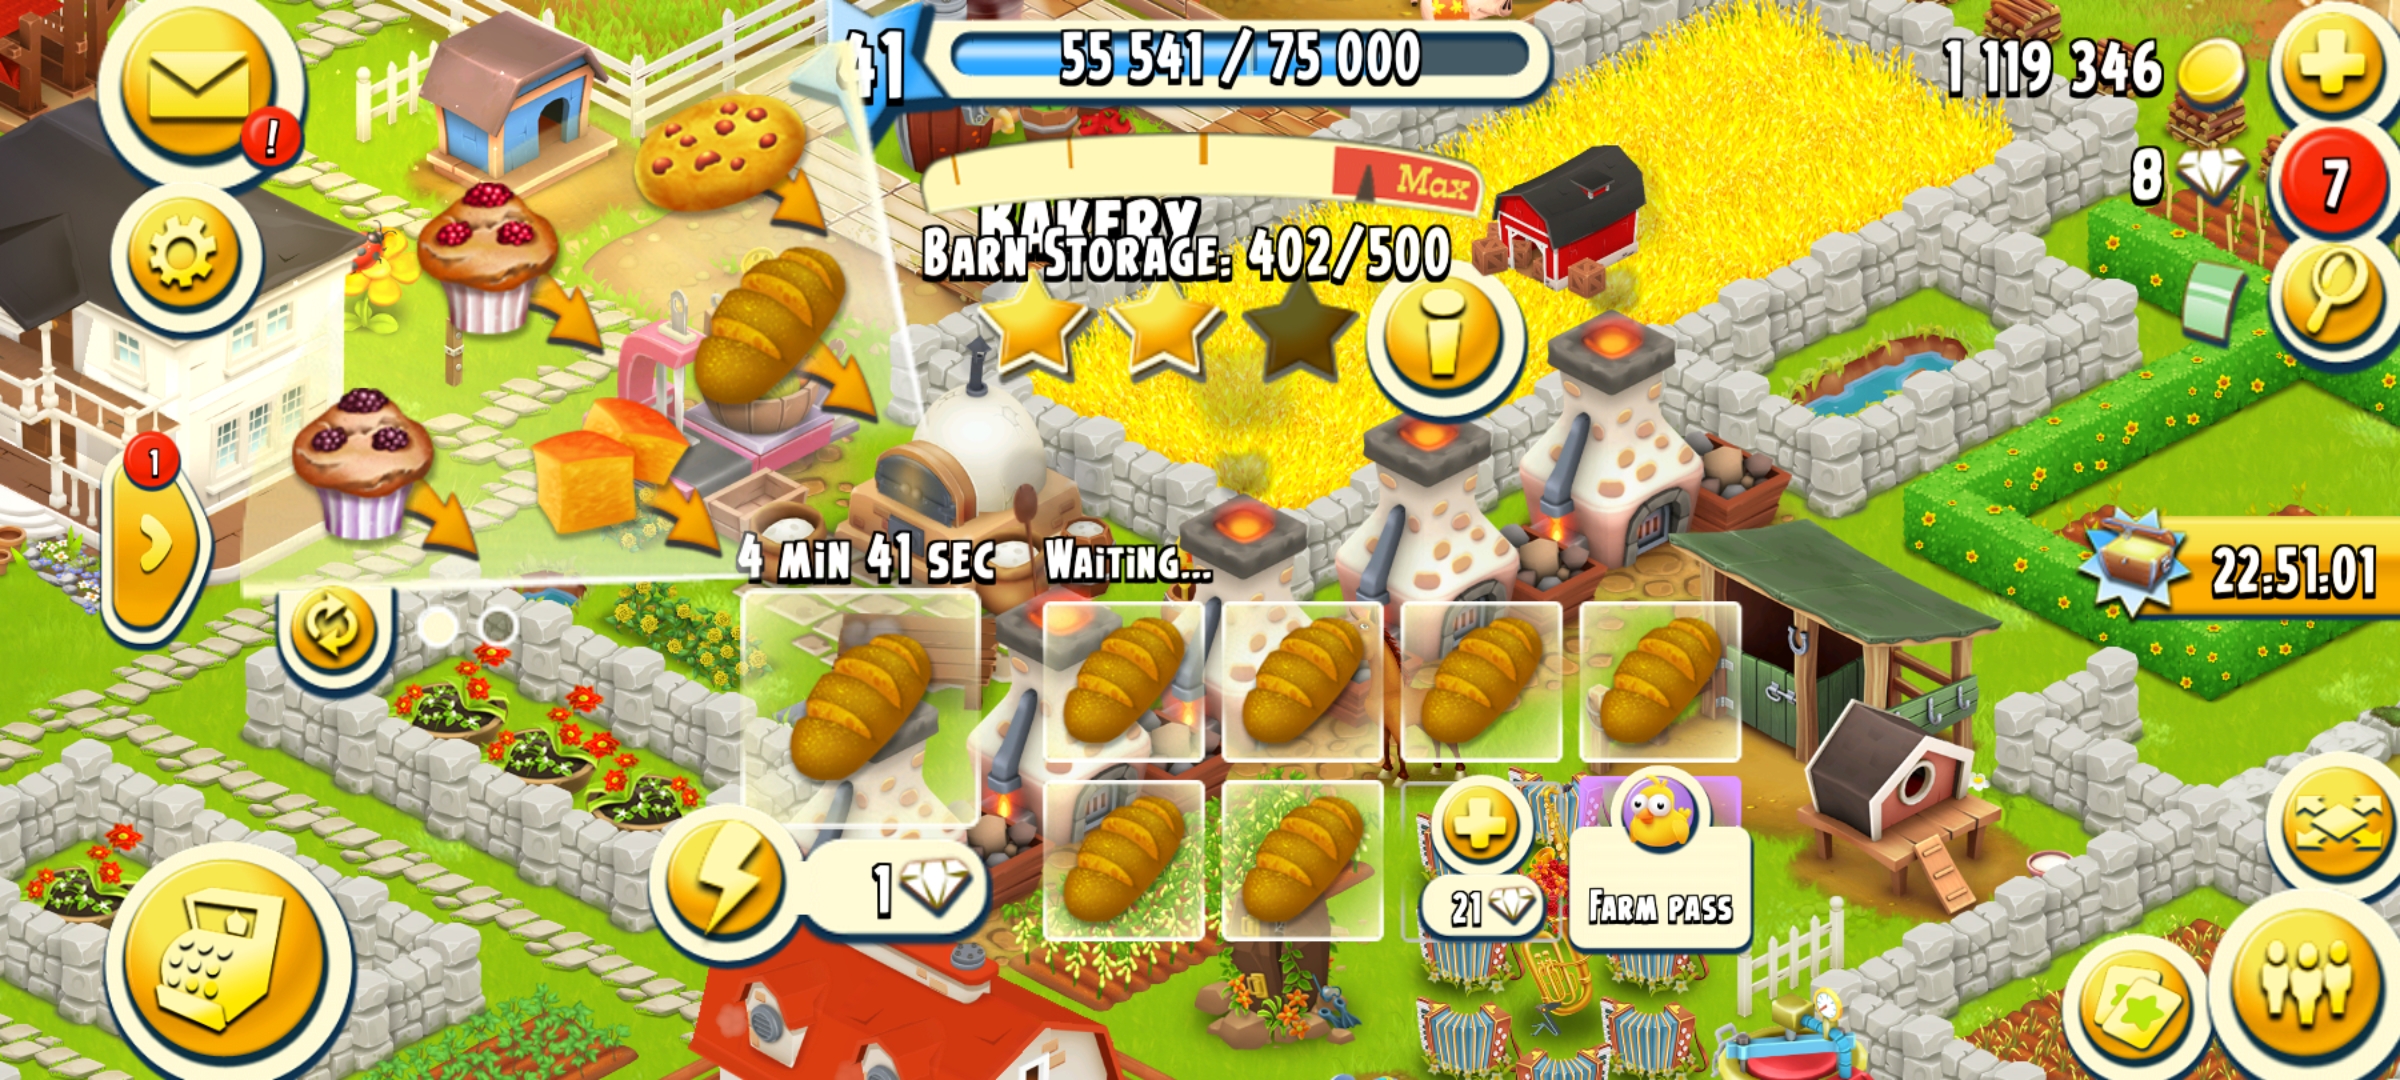 41
55 541 / 75 000
1 119 346
!
Max
8
7
BAKERY
BARN STORAGE: 402/500
1
4 MIN 41 SEC
WAITING...
22:51:01
1
21
FARM PASS